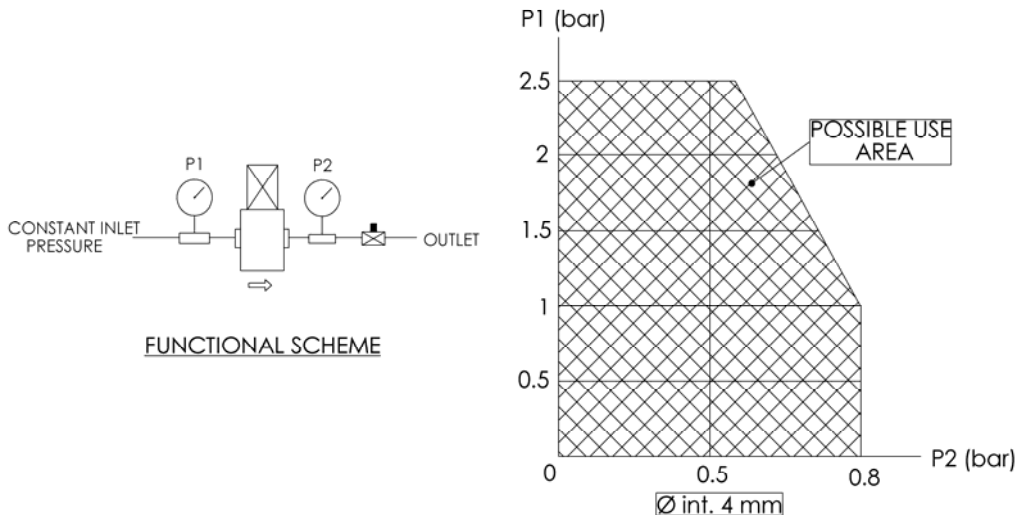 P1
P2
CONSTANT INLET
PRESSURE
OUTLET
FUNCTIONAL SCHEME
P1 (bar)
2.5
2
1.5
1
0.5
0
0.5
0.8
P2 (bar)
POSSIBLE USE
AREA
Ø int. 4 mm